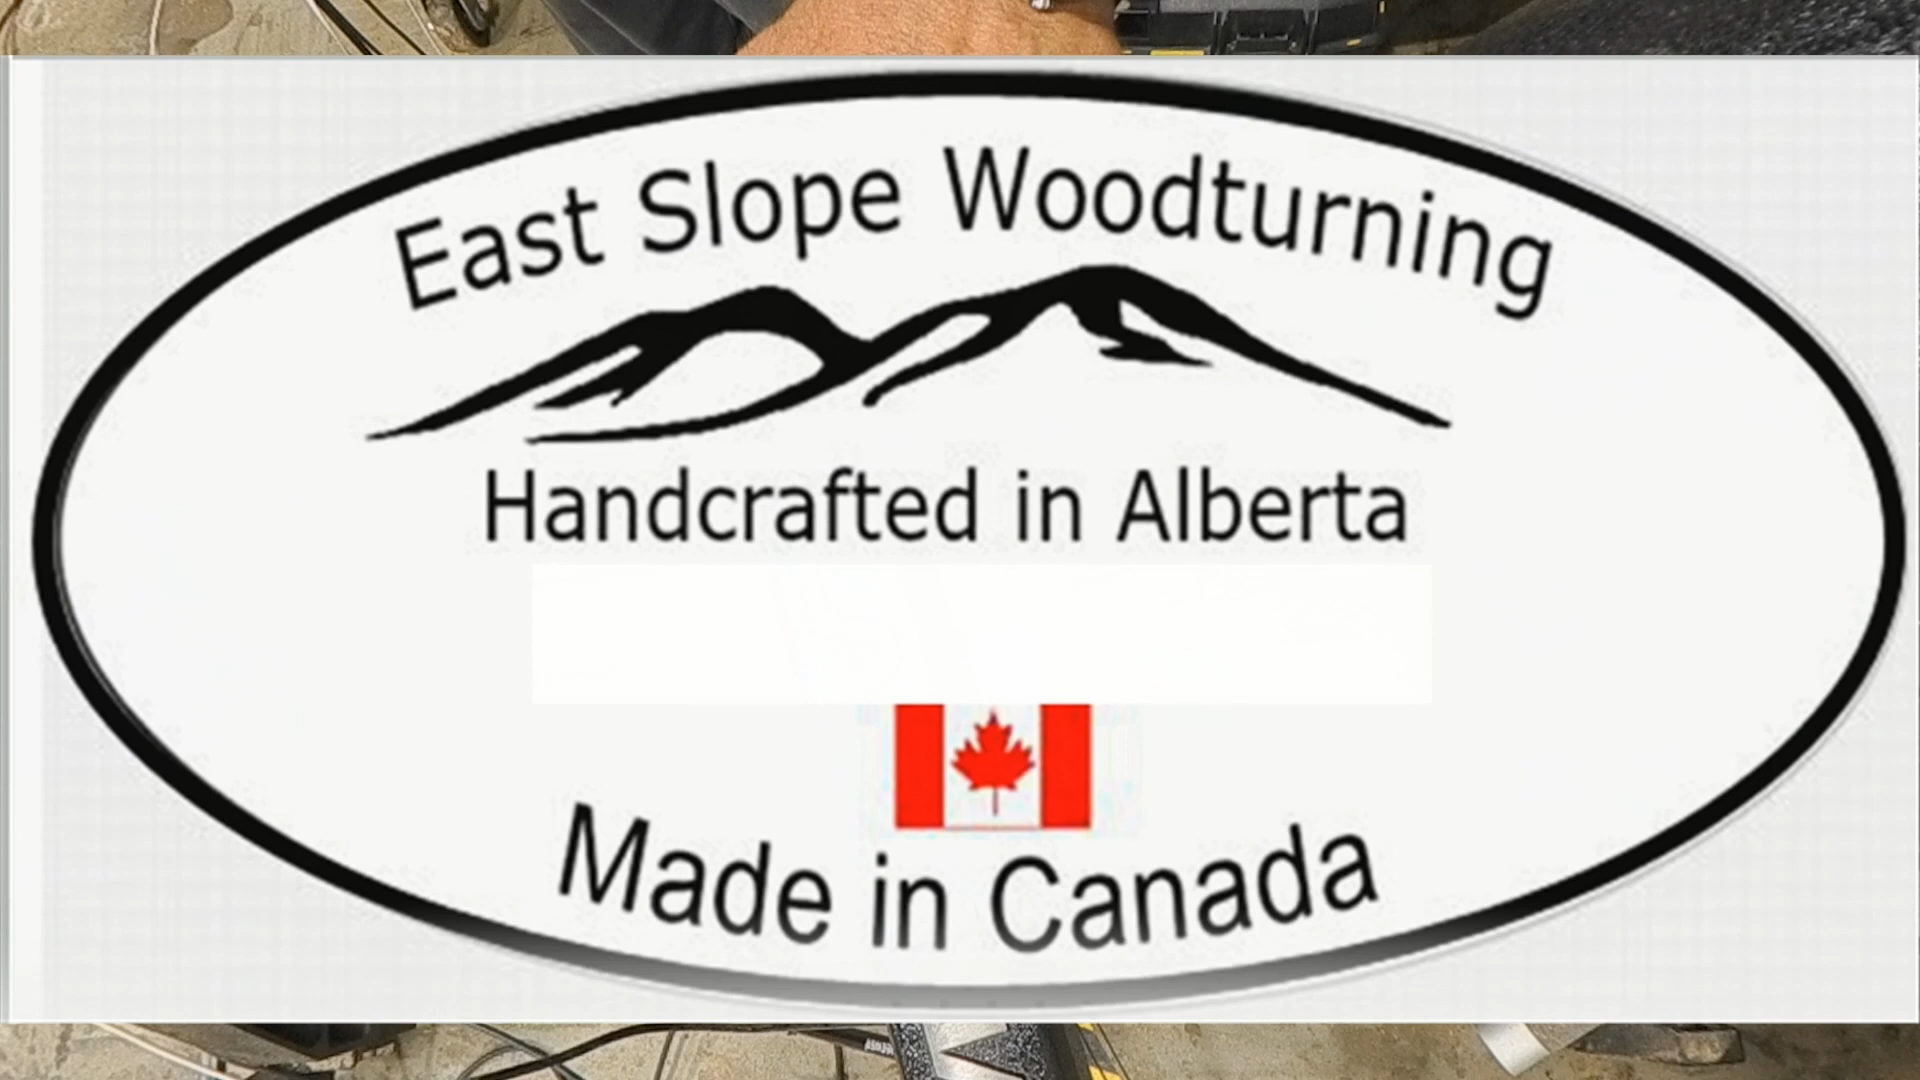 East Slope Woodturning
Handcrafted in Alberta
Made in Canada